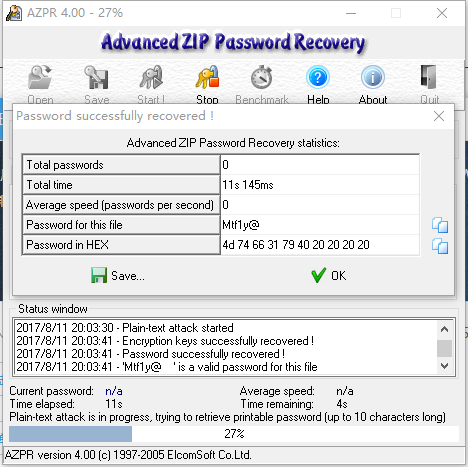 AZPR 4.00 - 27%
Advanced ZIP Password Recovery
Open Save Start ! Stop Benchmark Help About Quit
Password successfully recovered !
Advanced ZIP Password Recovery statistics:
Total passwords 0
Total time 11s 145ms
Average speed (passwords per second) 0
Password for this file Mtf1y@
Password in HEX 4d 74 66 31 79 40 20 20 20 20
Save... OK
Status window
2017/8/11 20:03:30 - Plain-text attack started
2017/8/11 20:03:41 - Encryption keys successfully recovered !
2017/8/11 20:03:41 - Password successfully recovered !
2017/8/11 20:03:41 - 'Mtf1y@    ' is a valid password for this file
Current password: n/a Average speed: n/a
Time elapsed: 11s Time remaining: 4s
Plain-text attack is in progress, trying to retrieve printable password (up to 10 characters long)
27%
AZPR version 4.00 (c) 1997-2005 ElcomSoft Co.Ltd.